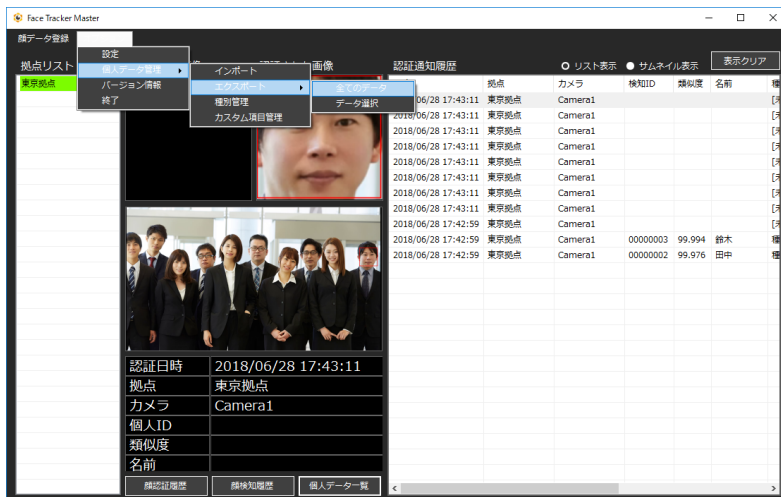 Face Tracker Master
顔データ登録
設定
個人データ管理
バージョン情報
終了
インポート
エクスポート
種別管理
カスタム項目管理
全てのデータ
データ選択
拠点リスト
東京拠点
画像
認証通知履歴
リスト表示
サムネイル表示
表示クリア
拠点 カメラ 検知ID 類似度 名前 種
06/28 17:43:11 東京拠点 Camera1
2018/06/28 17:43:11 東京拠点 Camera1
2018/06/28 17:43:11 東京拠点 Camera1
2018/06/28 17:43:11 東京拠点 Camera1
2018/06/28 17:43:11 東京拠点 Camera1
2018/06/28 17:43:11 東京拠点 Camera1
2018/06/28 17:43:11 東京拠点 Camera1
2018/06/28 17:43:11 東京拠点 Camera1
2018/06/28 17:42:59 東京拠点 Camera1
2018/06/28 17:42:59 東京拠点 Camera1 00000003 99.994 鈴木 種
2018/06/28 17:42:59 東京拠点 Camera1 00000002 99.976 田中 種
認証日時 2018/06/28 17:43:11
拠点 東京拠点
カメラ Camera1
個人ID
類似度
名前
顔認証履歴
顔検知履歴
個人データ一覧